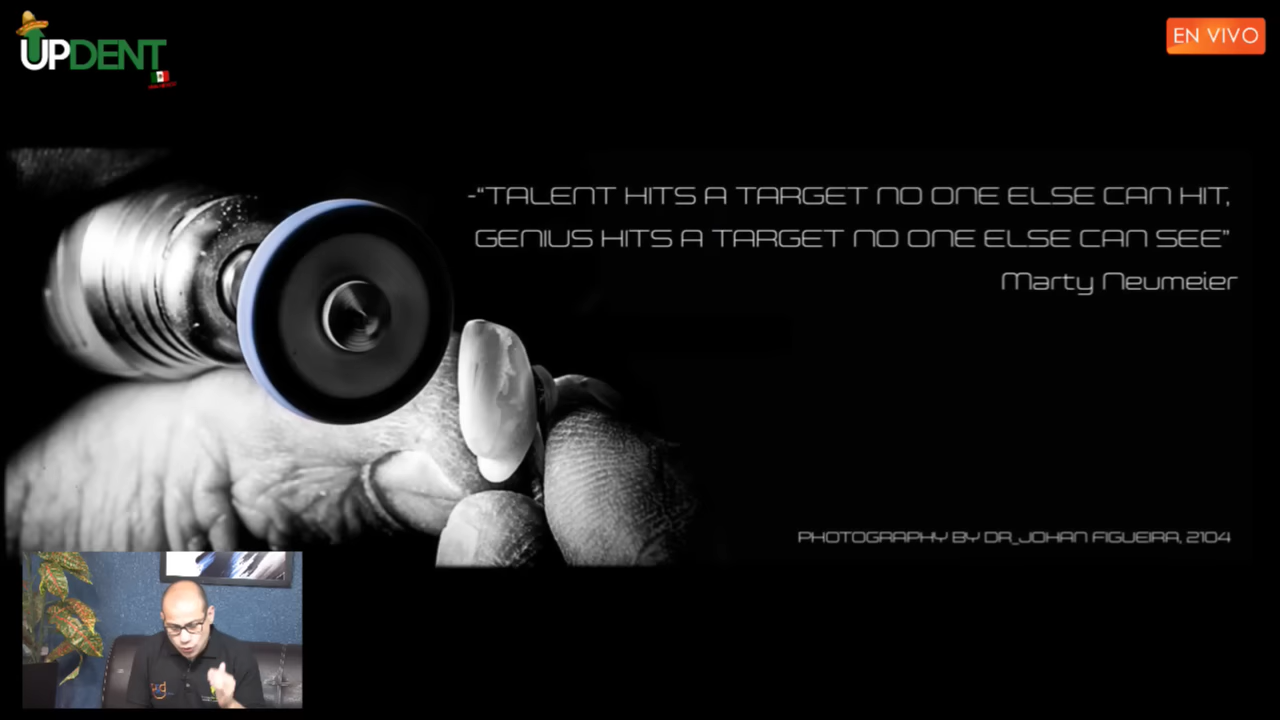 UPDENT
EN VIVO
-"TALENT HITS A TARGET NO ONE ELSE CAN HIT,
GENIUS HITS A TARGET NO ONE ELSE CAN SEE"
Marty Neumeier
PHOTOGRAPHY BY DR_JOHAN FIGUEIRA, 2104